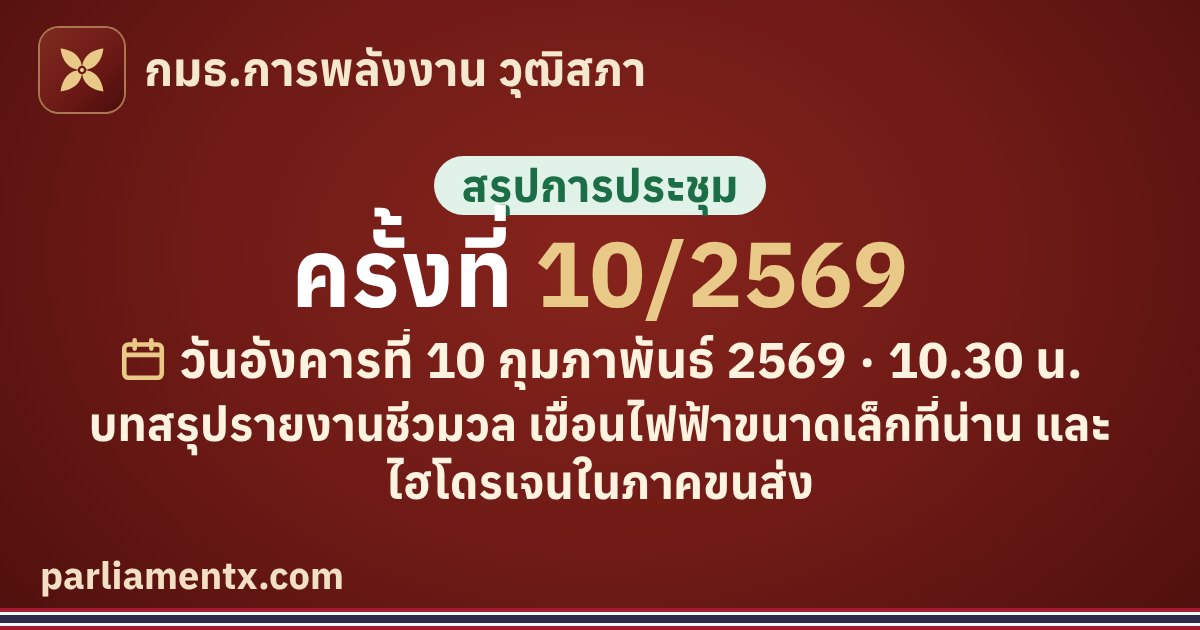 กมธ.การพลังงาน วุฒิสภา
สรุปการประชุม
ครั้งที่ 10/2569
วันอังคารที่ 10 กุมภาพันธ์ 2569 · 10.30 น.
บทสรุปรายงานชีวมวล เขื่อนไฟฟ้าขนาดเล็กที่น่าน และ
ไฮโดรเจนในภาคขนส่ง
parliamentx.com